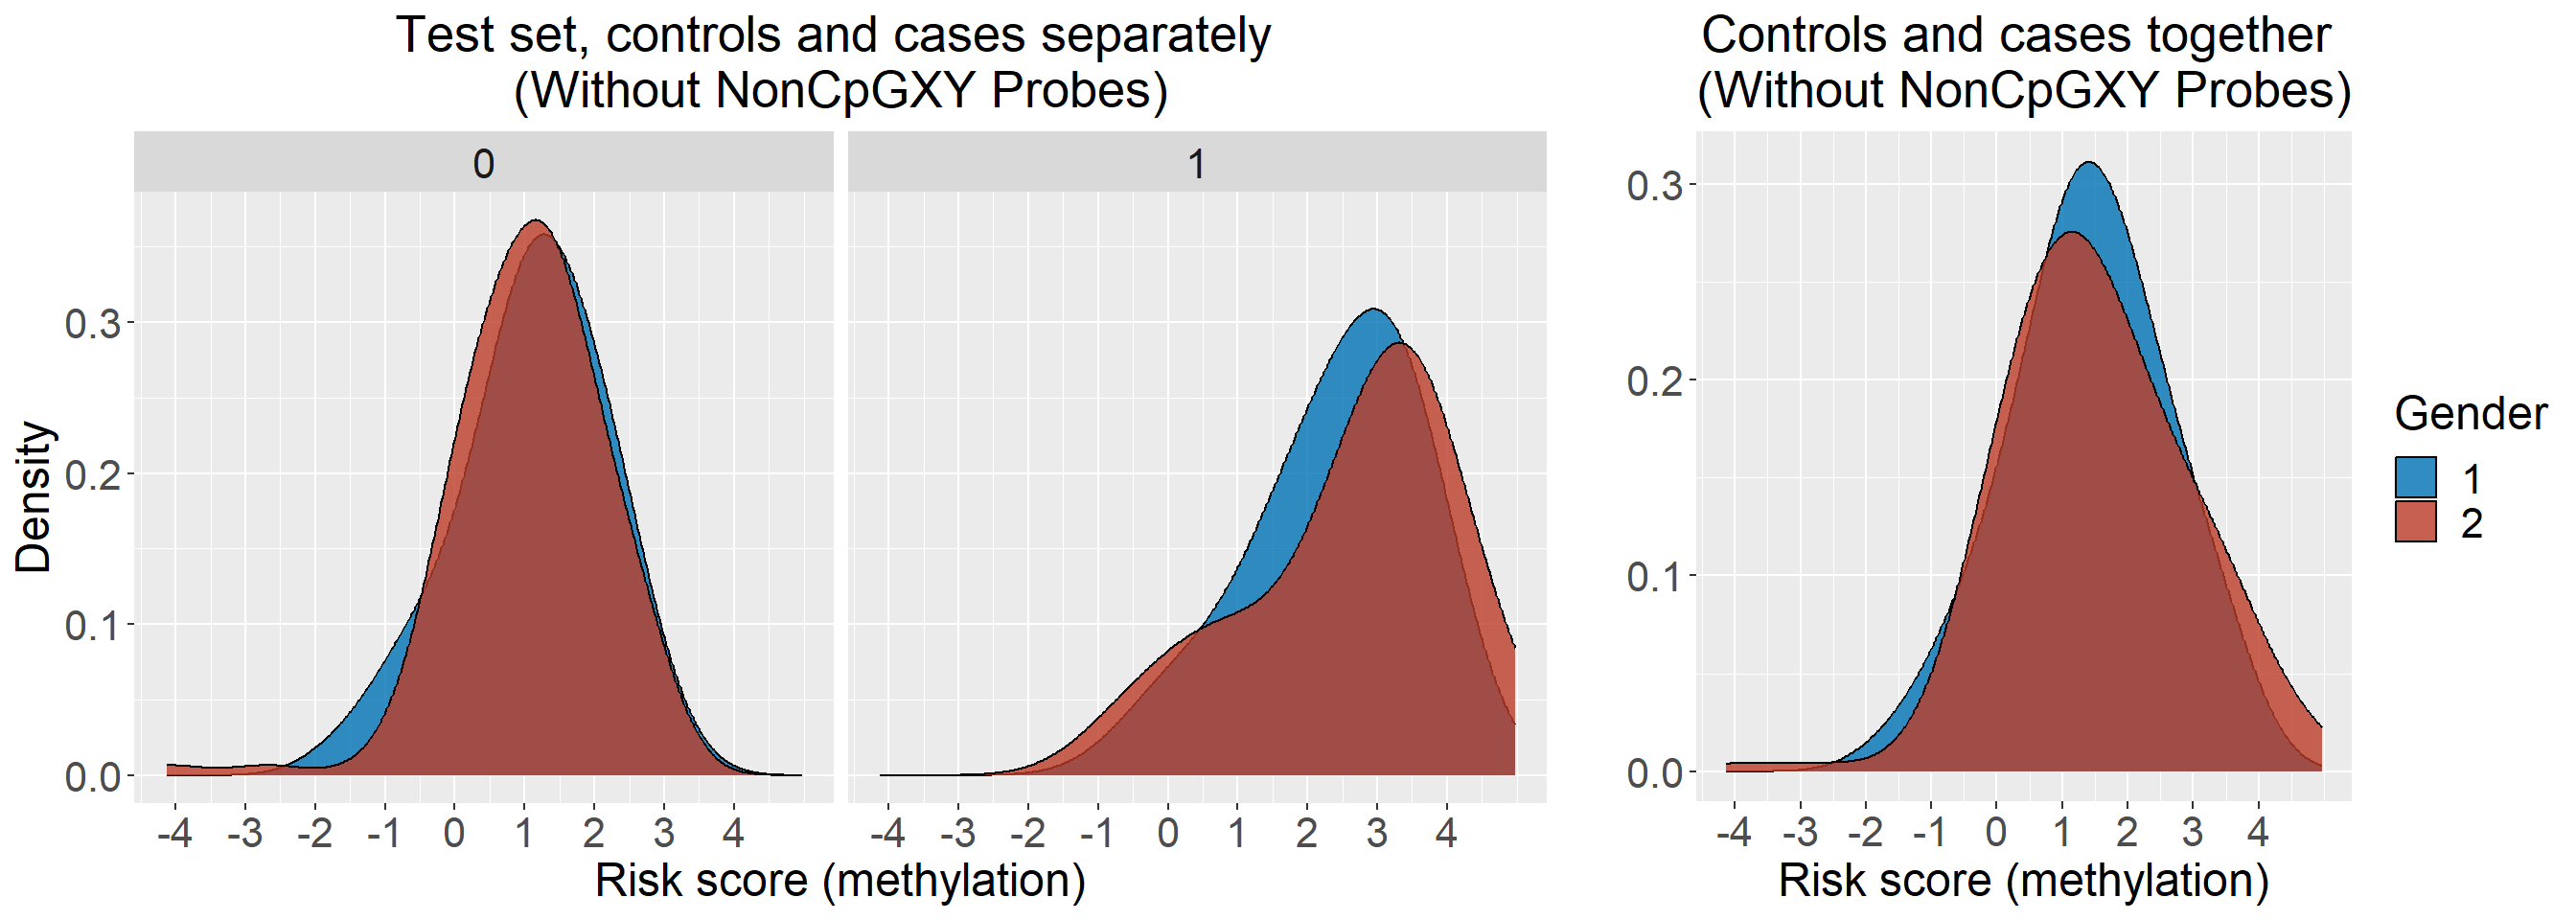 Test set, controls and cases separately
(Without NonCpGXY Probes)
0
1
Density
0.3
0.2
0.1
0.0
-4 -3 -2 -1 0 1 2 3 4
-4 -3 -2 -1 0 1 2 3 4
Risk score (methylation)
Controls and cases together
(Without NonCpGXY Probes)
0.3
0.2
0.1
0.0
-4 -3 -2 -1 0 1 2 3 4
Risk score (methylation)
Gender
1
2